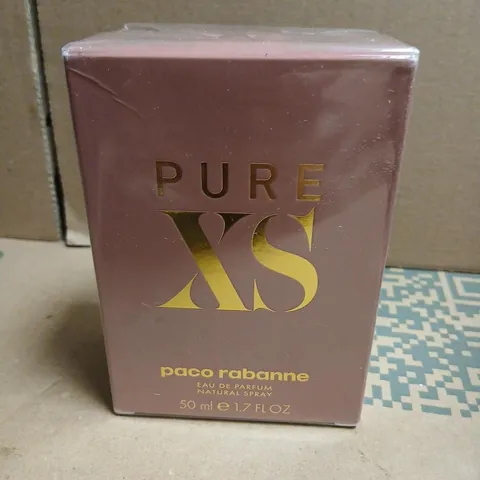 PURE
XS
paco rabanne
EAU DE PARFUM
NATURAL SPRAY
50 ml e 1.7 FL OZ